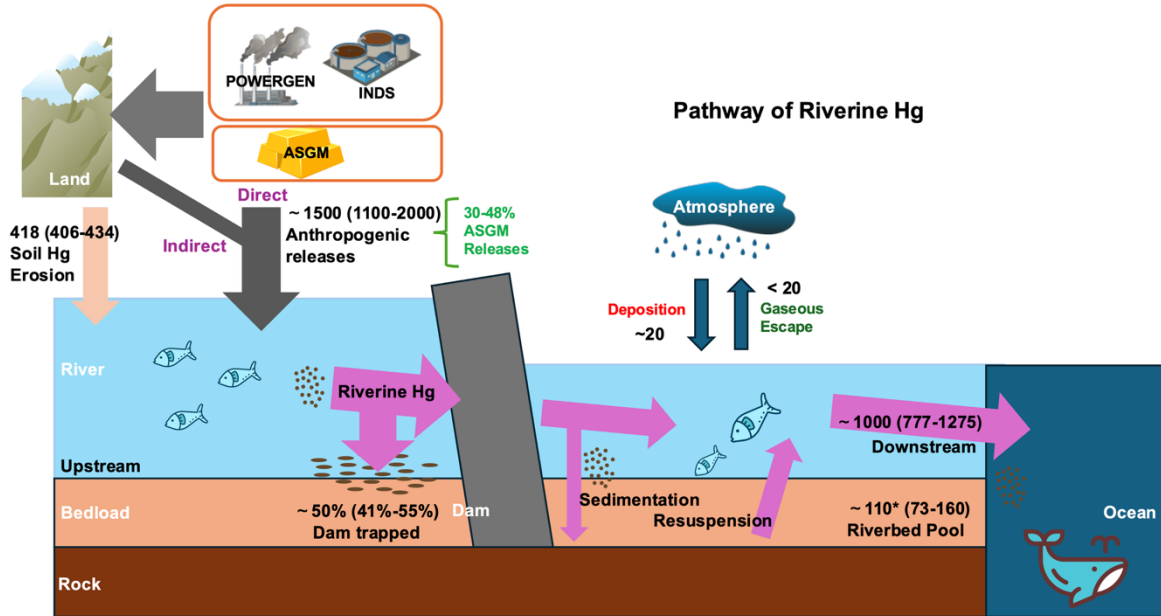 Pathway of Riverine Hg
POWERGEN
INDS
ASGM
Land
Direct
Indirect
418 (406-434)
Soil Hg
Erosion
~ 1500 (1100-2000)
Anthropogenic
releases
30-48%
ASGM
Releases
Atmosphere
Deposition
~20
< 20
Gaseous
Escape
River
Riverine Hg
Upstream
~ 1000 (777-1275)
Downstream
Bedload
~ 50% (41%-55%)
Dam trapped
Dam
Sedimentation
Resuspension
~ 110* (73-160)
Riverbed Pool
Ocean
Rock